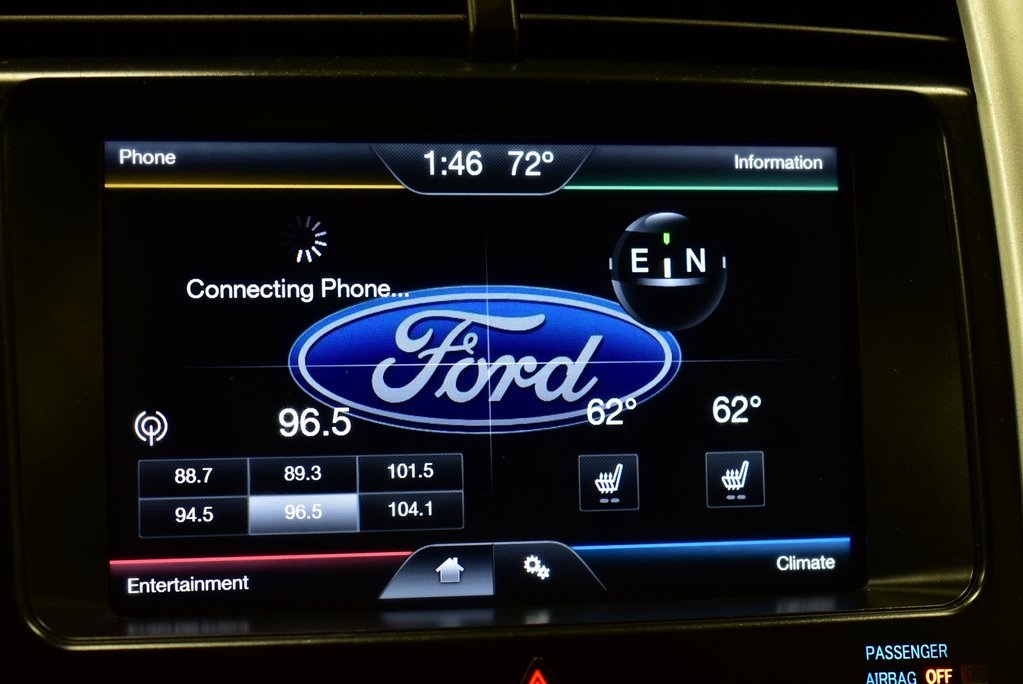 Phone
1:46 72°
Information
Connecting Phone...
E N
Ford
96.5
62° 62°
88.7 89.3 101.5
94.5 96.5 104.1
Entertainment
Climate
PASSENGER
AIRBAG OFF